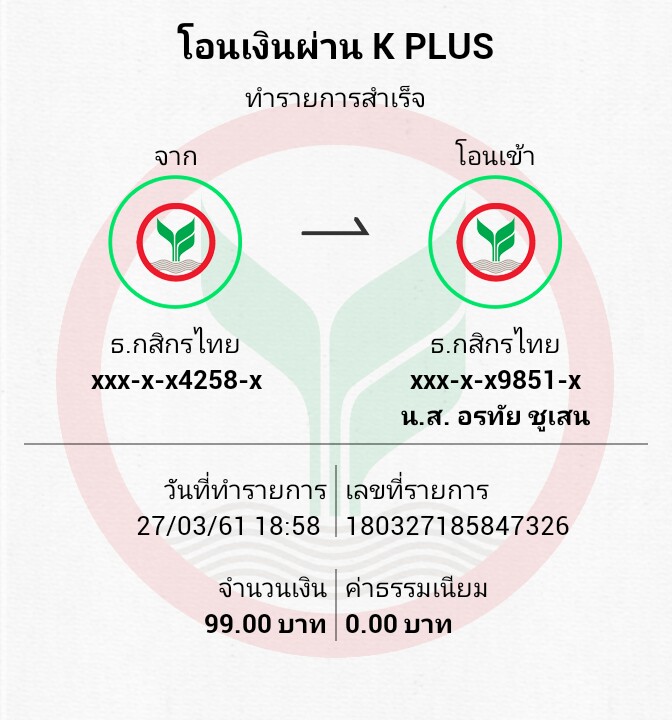 โอนเงินผ่าน K PLUS
ทำรายการสำเร็จ
จาก
โอนเข้า
ธ.กสิกรไทย
xxx-x-x4258-x
ธ.กสิกรไทย
xxx-x-x9851-x
น.ส. อรทัย ชูเสน
วันที่ทำรายการ
27/03/61 18:58
เลขที่รายการ
180327185847326
จำนวนเงิน
99.00 บาท
ค่าธรรมเนียม
0.00 บาท